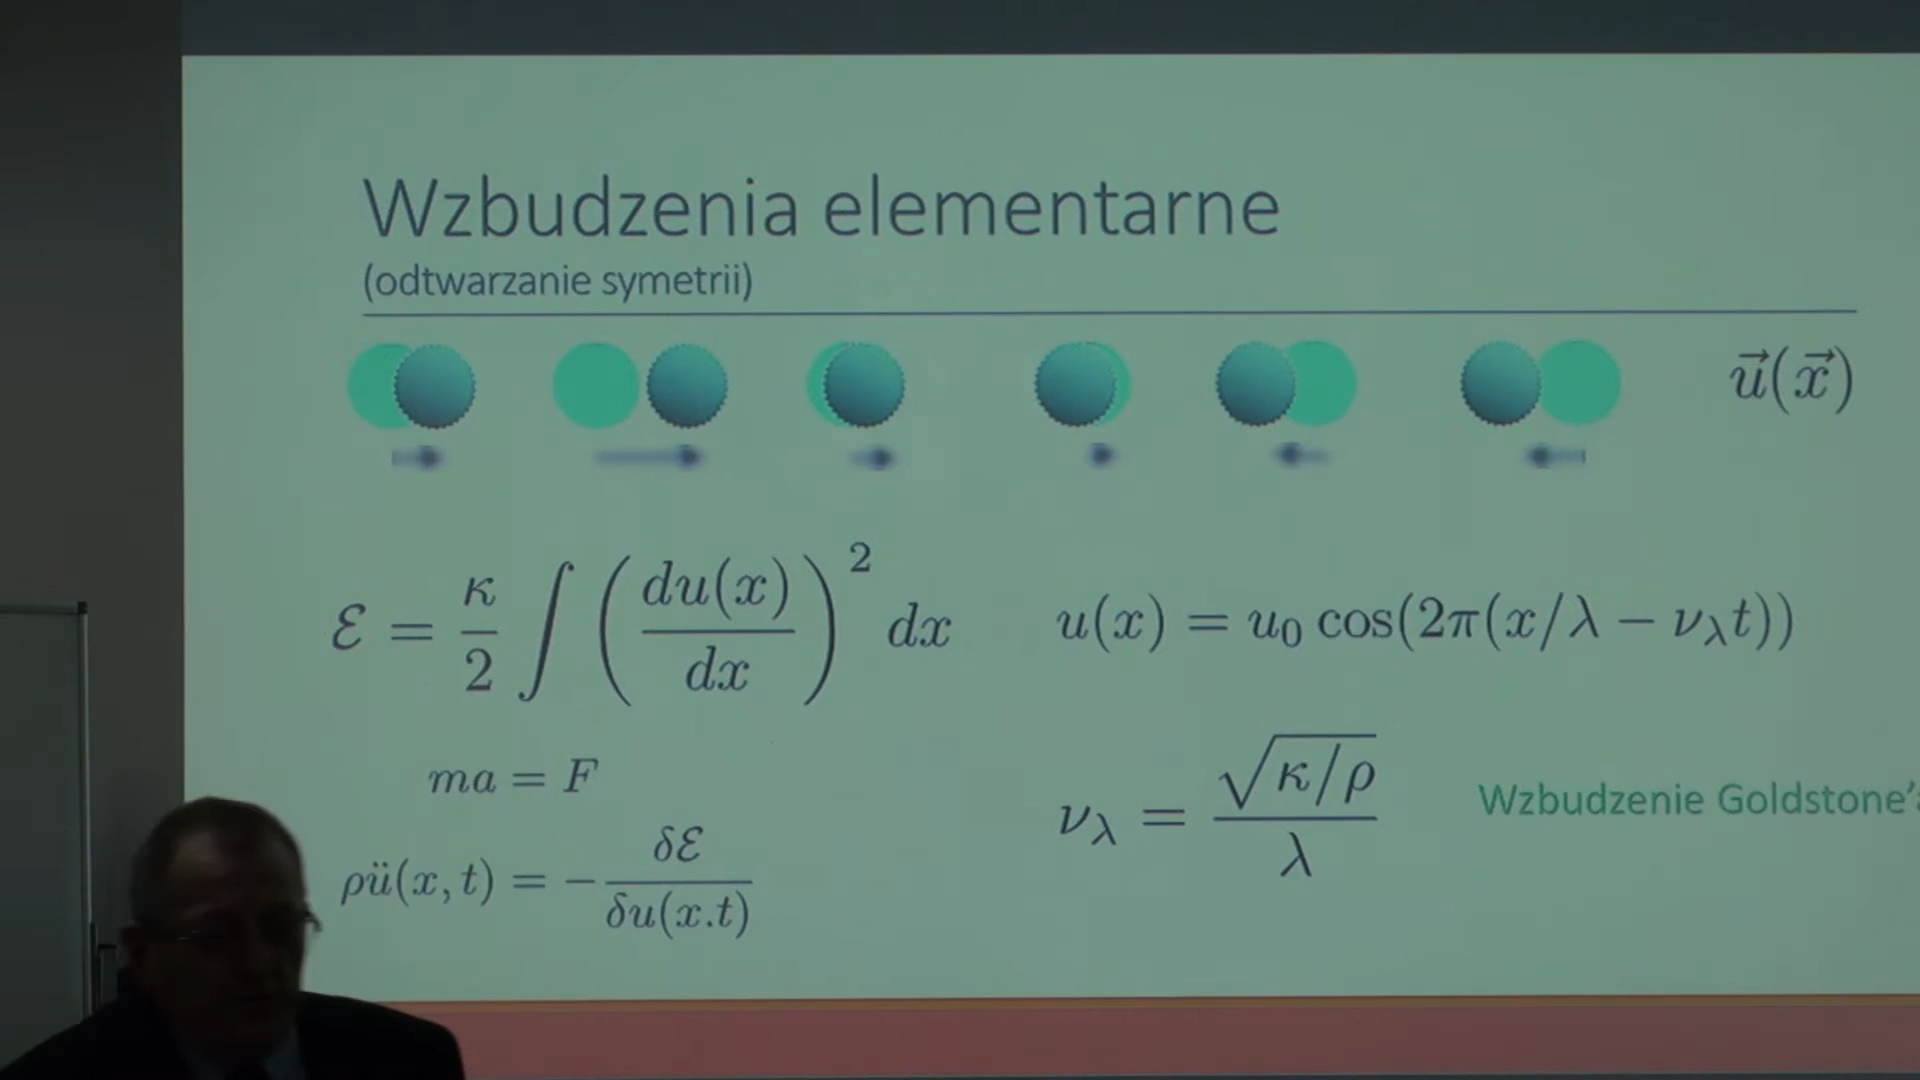 Wzbudzenia elementarne
(odtwarzanie symetrii)
$\vec{u}(\vec{x})$
$\mathcal{E} = \frac{\kappa}{2} \int \left( \frac{du(x)}{dx} \right)^2 dx$
$u(x) = u_0 \cos(2\pi(x/\lambda - \nu_\lambda t))$
$ma = F$
$\nu_\lambda = \frac{\sqrt{\kappa/\rho}}{\lambda}$
Wzbudzenie Goldstone'a
$\rho\ddot{u}(x,t) = -\frac{\delta\mathcal{E}}{\delta u(x.t)}$